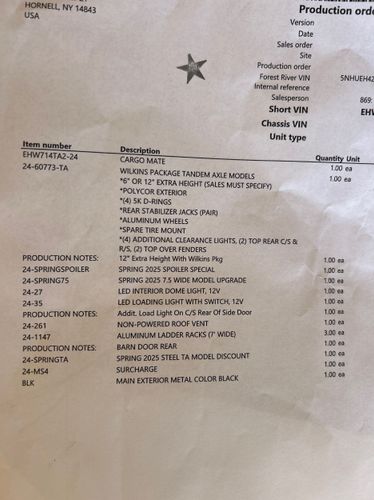 HORNELL, NY 14843
USA
Production orde
Version
Date
Sales order
Site
Production order
Forest River VIN 5NHUEH42
Internal reference
Salesperson 869:
Short VIN EHV
Chassis VIN
Unit type
Item number Description Quantity Unit
EHW714TA2-24 CARGO MATE 1.00 ea
24-60773-TA WILKINS PACKAGE TANDEM AXLE MODELS 1.00 ea
*6" OR 12" EXTRA HEIGHT (SALES MUST SPECIFY)
*POLYCOR EXTERIOR
*(4) 5K D-RINGS
*REAR STABILIZER JACKS (PAIR)
*ALUMINUM WHEELS
*SPARE TIRE MOUNT
*(4) ADDITIONAL CLEARANCE LIGHTS, (2) TOP REAR C/S &
R/S, (2) TOP OVER FENDERS
PRODUCTION NOTES: 12" Extra Height With Wilkins Pkg 1.00 ea
24-SPRINGSPOILER SPRING 2025 SPOILER SPECIAL 1.00 ea
24-SPRING75 SPRING 2025 7.5 WIDE MODEL UPGRADE 1.00 ea
24-27 LED INTERIOR DOME LIGHT, 12V 1.00 ea
24-35 LED LOADING LIGHT WITH SWITCH, 12V 1.00 ea
PRODUCTION NOTES: Addit. Load Light On C/S Rear Of Side Door 1.00 ea
24-261 NON-POWERED ROOF VENT 3.00 ea
24-1147 ALUMINUM LADDER RACKS (7' WIDE) 1.00 ea
PRODUCTION NOTES: BARN DOOR REAR 1.00 ea
24-SPRINGTA SPRING 2025 STEEL TA MODEL DISCOUNT 1.00 ea
24-MS4 SURCHARGE 1.00 ea
BLK MAIN EXTERIOR METAL COLOR BLACK